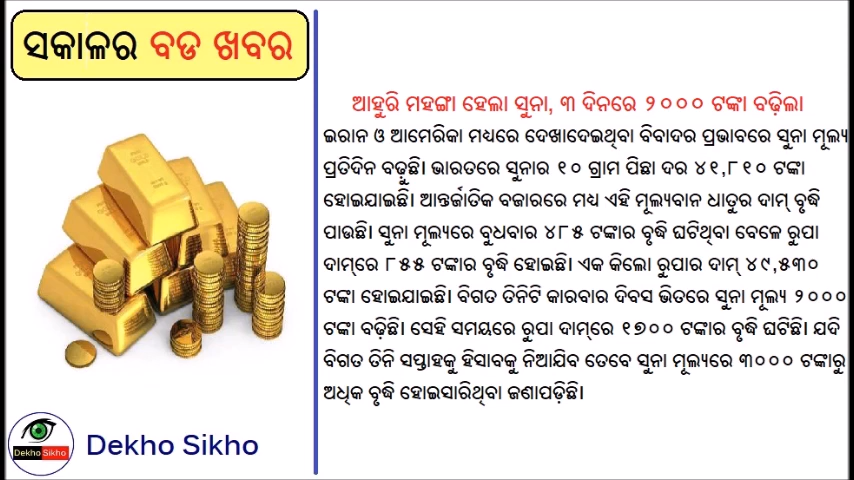 ସକାଳର ବଡ ଖବର
ଆହୁରି ମହଙ୍ଗା ହେଲା ସୁନା, ୩ ଦିନରେ ୨୦୦୦ ଟଙ୍କା ବଢ଼ିଲା
ଇରାନ ଓ ଆମେରିକା ମଧ୍ୟରେ ଦେଖାଦେଇଥିବା ବିବାଦର ପ୍ରଭାବରେ ସୁନା ମୂଲ୍ୟ
ପ୍ରତିଦିନ ବଢ଼ୁଛି। ଭାରତରେ ସୁନାର ୧୦ ଗ୍ରାମ ପିଛା ଦର ୪୧,୮୧୦ ଟଙ୍କା
ହୋଇଯାଇଛି। ଆନ୍ତର୍ଜାତିକ ବଜାରରେ ମଧ୍ୟ ଏହି ମୂଲ୍ୟବାନ ଧାତୁର ଦାମ୍ ବୃଦ୍ଧି
ପାଉଛି। ସୁନା ମୂଲ୍ୟରେ ବୁଧବାର ୪୮୫ ଟଙ୍କାର ବୃଦ୍ଧି ଘଟିଥିବା ବେଳେ ରୁପା
ଦାମ୍‌ରେ ୮୫୫ ଟଙ୍କାର ବୃଦ୍ଧି ହୋଇଛି। ଏକ କିଲୋ ରୁପାର ଦାମ୍ ୪୯,୫୩୦
ଟଙ୍କା ହୋଇଯାଇଛି। ବିଗତ ତିନିଟି କାରବାର ଦିବସ ଭିତରେ ସୁନା ମୂଲ୍ୟ ୨୦୦୦
ଟଙ୍କା ବଢ଼ିଛି। ସେହି ସମୟରେ ରୁପା ଦାମ୍‌ରେ ୧୭୦୦ ଟଙ୍କାର ବୃଦ୍ଧି ଘଟିଛି। ଯଦି
ବିଗତ ତିନି ସପ୍ତାହକୁ ହିସାବକୁ ନିଆଯିବ ତେବେ ସୁନା ମୂଲ୍ୟରେ ୩୦୦୦ ଟଙ୍କାରୁ
ଅଧିକ ବୃଦ୍ଧି ହୋଇସାରିଥିବା ଜଣାପଡ଼ିଛି।
Dekho Sikho
Dekho Sikho